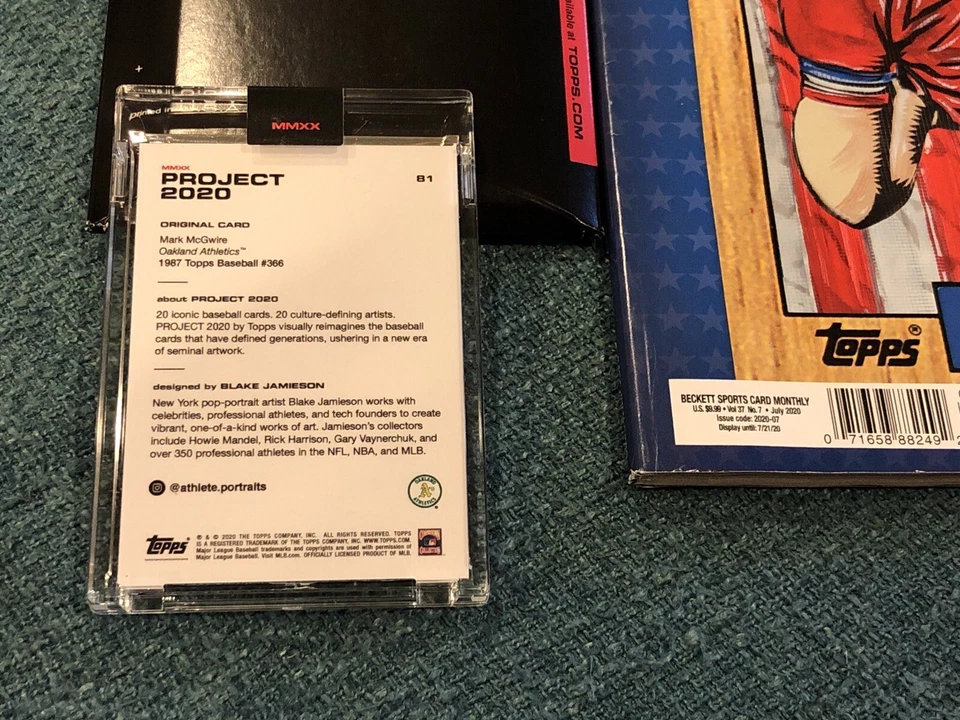 printed in
MMXX
MMXX
PROJECT
2020
81
ORIGINAL CARD
Mark McGwire
Oakland Athletics™
1987 Topps Baseball #366
about PROJECT 2020
20 iconic baseball cards. 20 culture-defining artists.
PROJECT 2020 by Topps visually reimagines the baseball
cards that have defined generations, ushering in a new era
of seminal artwork.
designed by BLAKE JAMIESON
New York pop-portrait artist Blake Jamieson works with
celebrities, professional athletes, and tech founders to create
vibrant, one-of-a-kind works of art. Jamieson's collectors
include Howie Mandel, Rick Harrison, Gary Vaynerchuk, and
over 350 professional athletes in the NFL, NBA, and MLB.
@athlete.portraits
OAKLAND
A's
ATHLETICS
Topps
® & © 2020 THE TOPPS COMPANY, INC. ALL RIGHTS RESERVED. TOPPS
IS A REGISTERED TRADEMARK OF THE TOPPS COMPANY, INC. WWW.TOPPS.COM.
Major League Baseball trademarks and copyrights are used with permission of
Major League Baseball. Visit MLB.com. OFFICIALLY LICENSED PRODUCT OF MLB.
available at TOPPS.COM
Topps®
BECKETT SPORTS CARD MONTHLY
U.S. $9.99 • Vol 37 No. 7 • July 2020
Issue code: 2020-07
Display until: 7/21/20
0 71658 88249 2